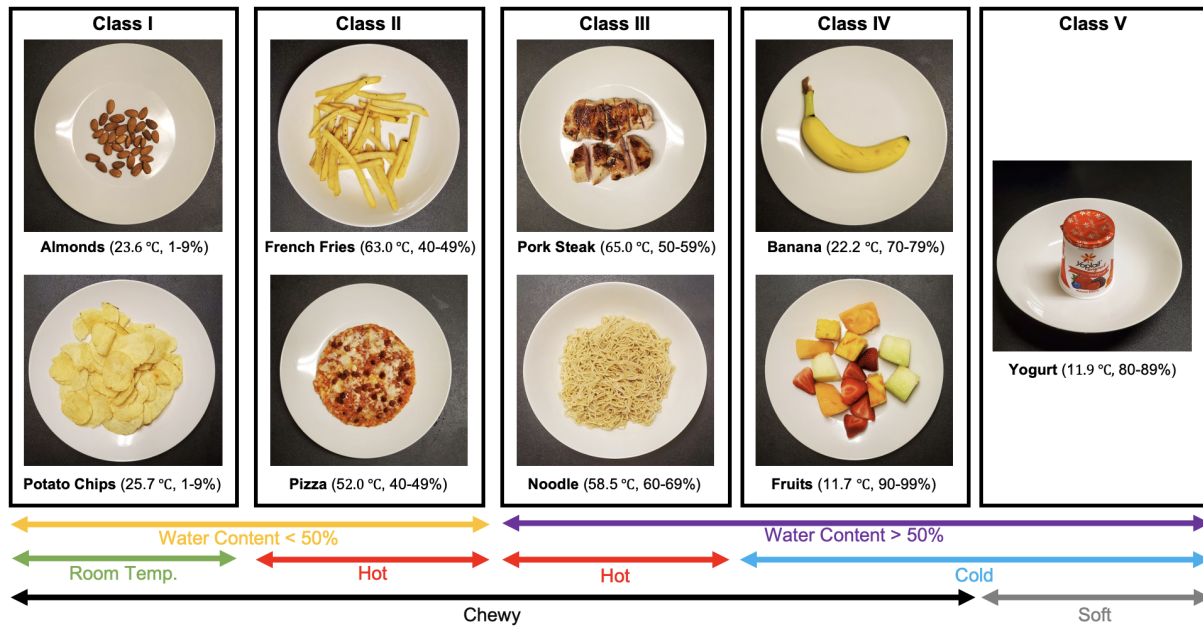 Class I
Class II
Class III
Class IV
Class V
Almonds (23.6 ℃, 1-9%)
French Fries (63.0 ℃, 40-49%)
Pork Steak (65.0 ℃, 50-59%)
Banana (22.2 ℃, 70-79%)
Yoplait
Yogurt (11.9 ℃, 80-89%)
Potato Chips (25.7 ℃, 1-9%)
Pizza (52.0 ℃, 40-49%)
Noodle (58.5 ℃, 60-69%)
Fruits (11.7 ℃, 90-99%)
Water Content < 50%
Water Content > 50%
Room Temp.
Hot
Hot
Cold
Chewy
Soft